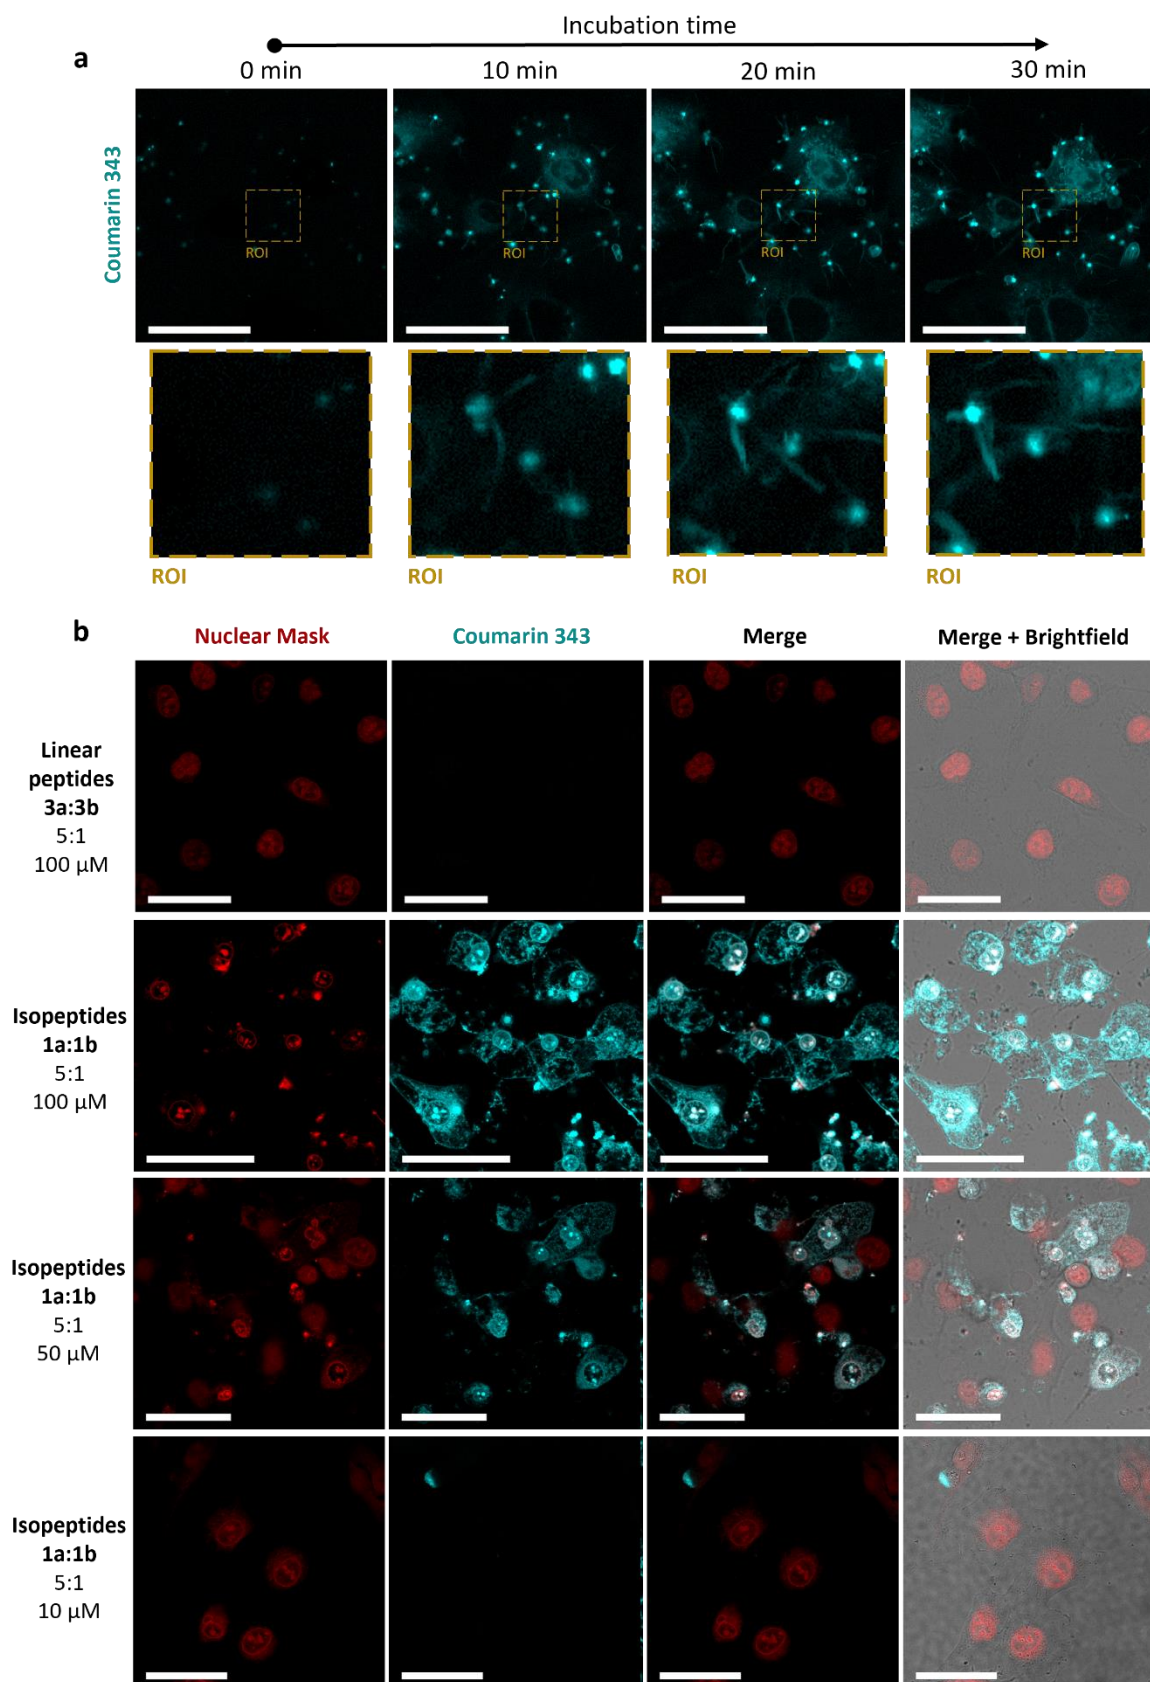 Incubation time
a
0 min
10 min
20 min
30 min
Coumarin 343
ROI
ROI
ROI
ROI
ROI
ROI
ROI
ROI
b
Nuclear Mask
Coumarin 343
Merge
Merge + Brightfield
Linear
peptides
3a:3b
5:1
100 µM
Isopeptides
1a:1b
5:1
100 µM
Isopeptides
1a:1b
5:1
50 µM
Isopeptides
1a:1b
5:1
10 µM